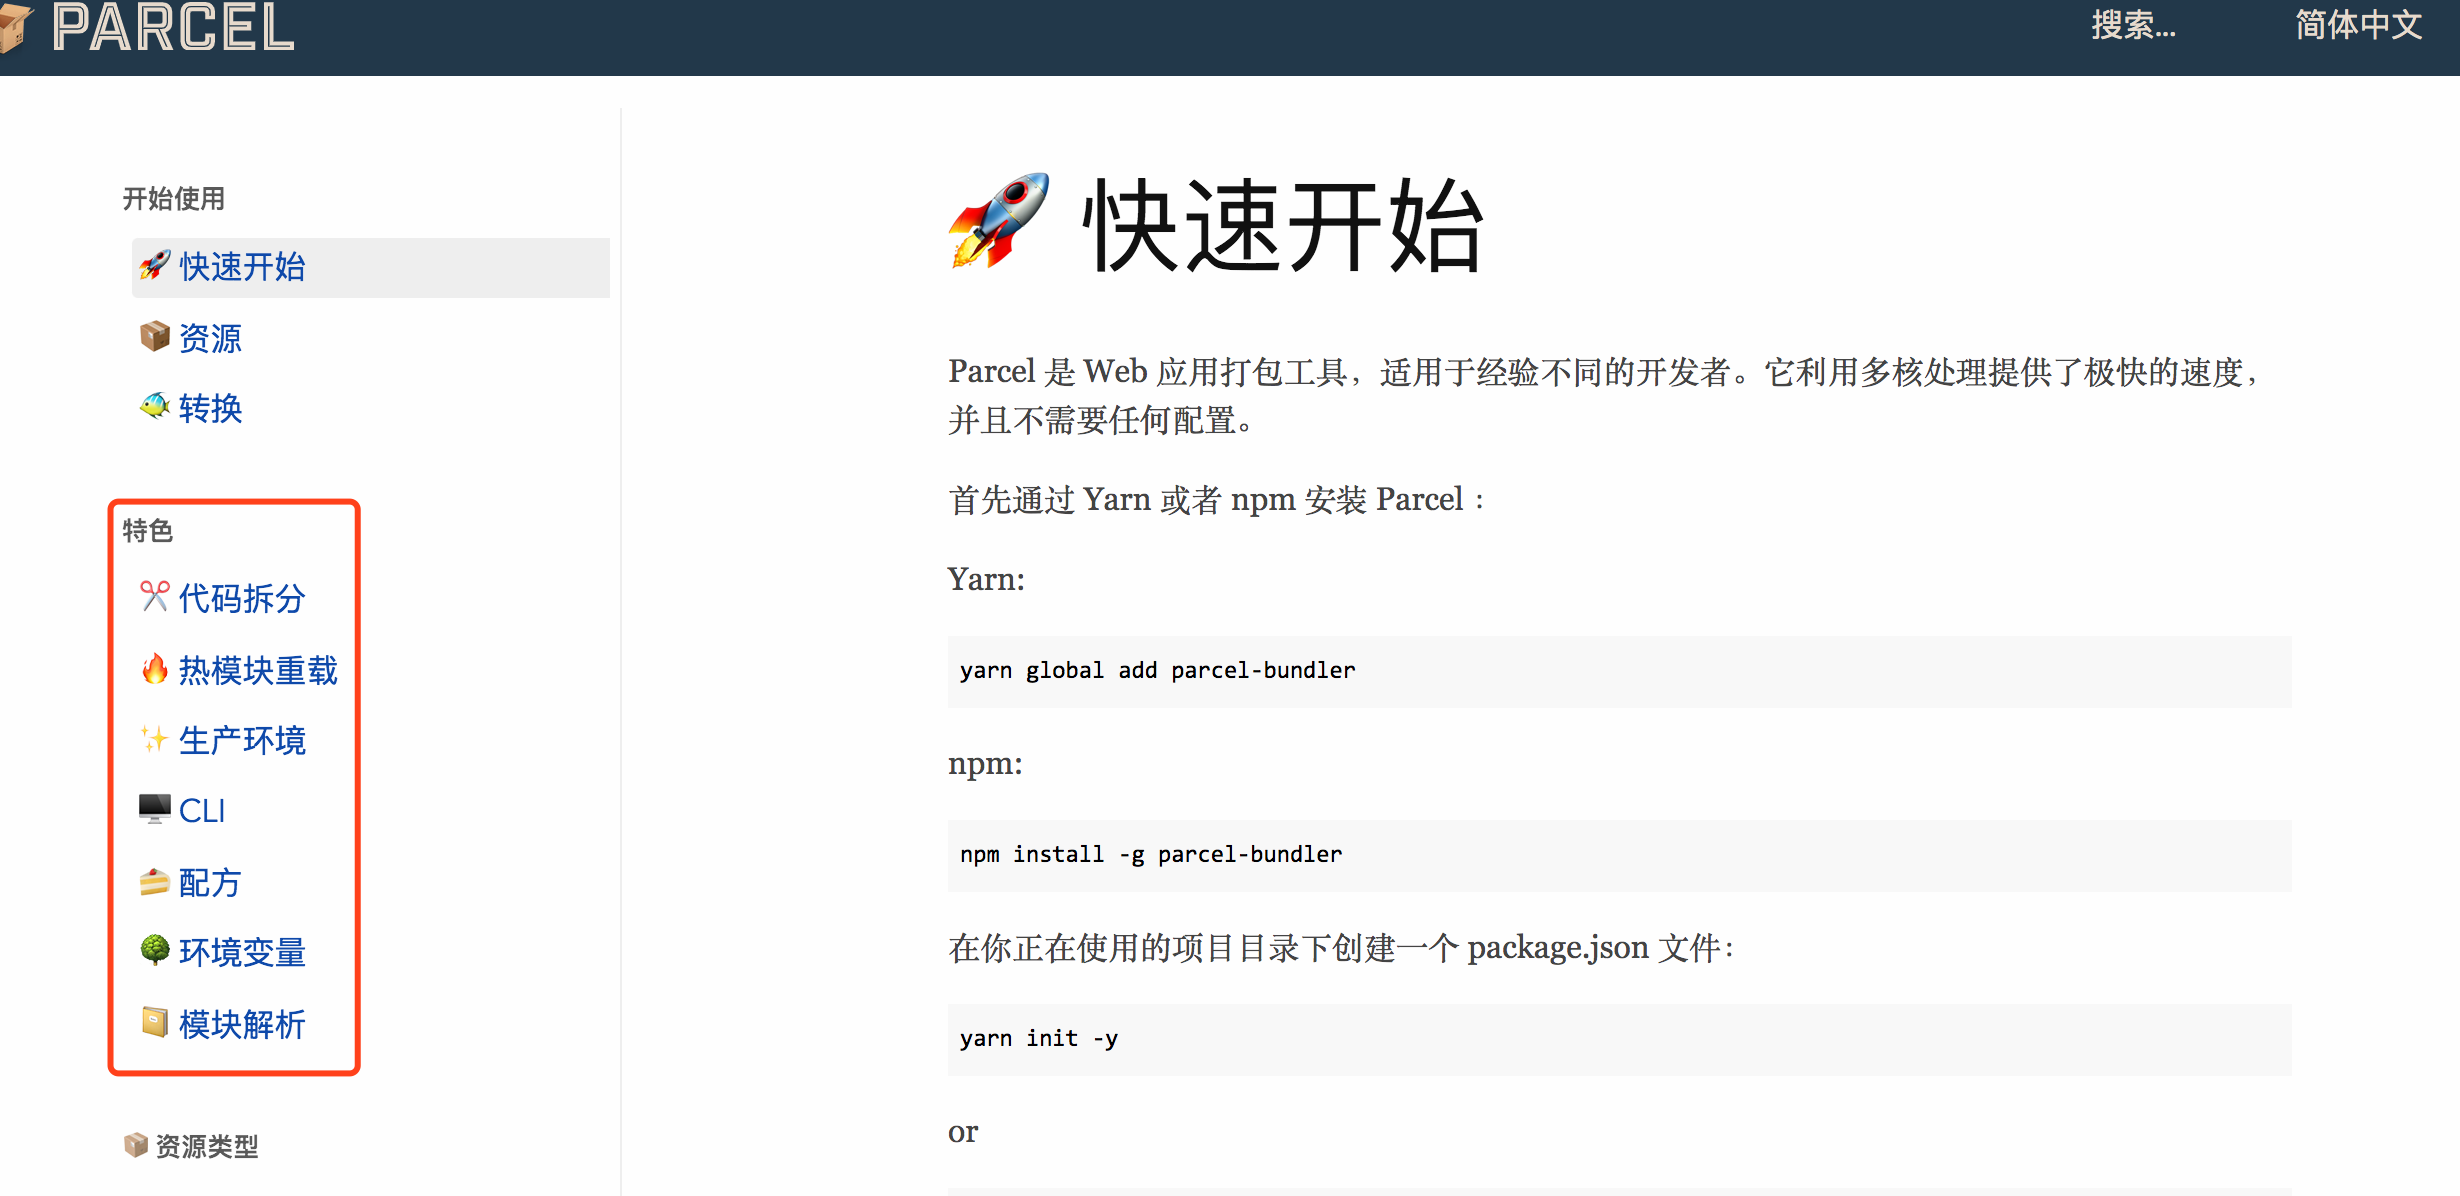 PARCEL
搜索...
简体中文
开始使用
快速开始
资源
转换
特色
代码拆分
热模块重载
生产环境
CLI
配方
环境变量
模块解析
资源类型
快速开始
Parcel 是 Web 应用打包工具，适用于经验不同的开发者。它利用多核处理提供了极快的速度，
并且不需要任何配置。
首先通过 Yarn 或者 npm 安装 Parcel：
Yarn:
yarn global add parcel-bundler
npm:
npm install -g parcel-bundler
在你正在使用的项目目录下创建一个 package.json 文件：
yarn init -y
or